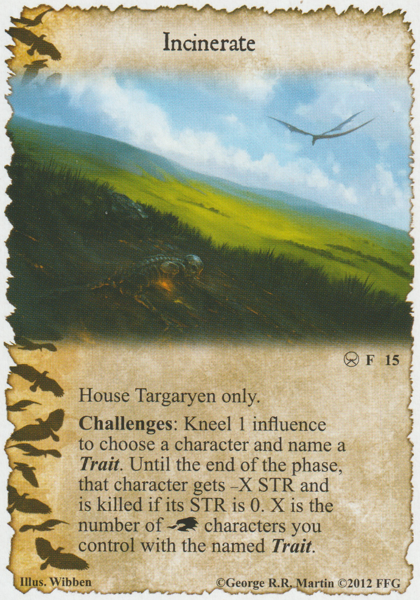 Incinerate
F 15
House Targaryen only.
Challenges: Kneel 1 influence
to choose a character and name a
Trait. Until the end of the phase,
that character gets –X STR and
is killed if its STR is 0. X is the
number of characters you
control with the named Trait.
Illus. Wibben
©George R.R. Martin ©2012 FFG